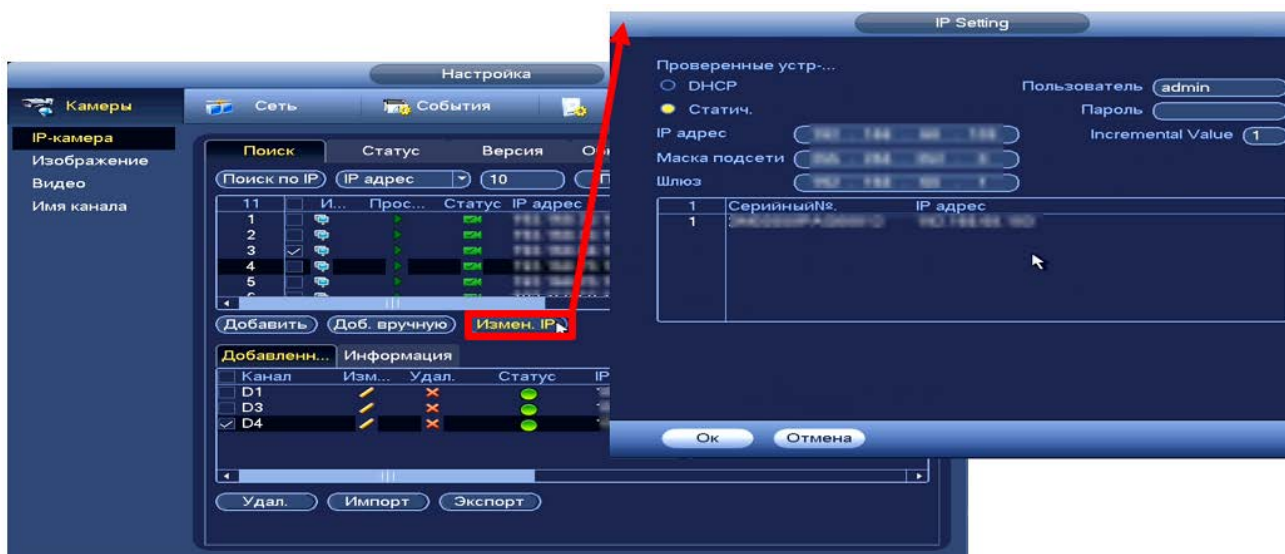 Настройка
Камеры
Сеть
События
IP-камера
Изображение
Видео
Имя канала
Поиск Статус Версия
Поиск по IP IP адрес 10
11 И... Прос... Статус IP адрес
1
2
3
4
5
Добавить Доб. вручную Измен. IP
Добавленн... Информация
Канал Изм... Удал. Статус IP
D1
D3
D4
Удал. Импорт Экспорт
IP Setting
Проверенные устр-...
DHCP
Пользователь admin
Статич.
Пароль
IP адрес
Incremental Value 1
Маска подсети
Шлюз
1 Серийный№. IP адрес
1
Ок Отмена